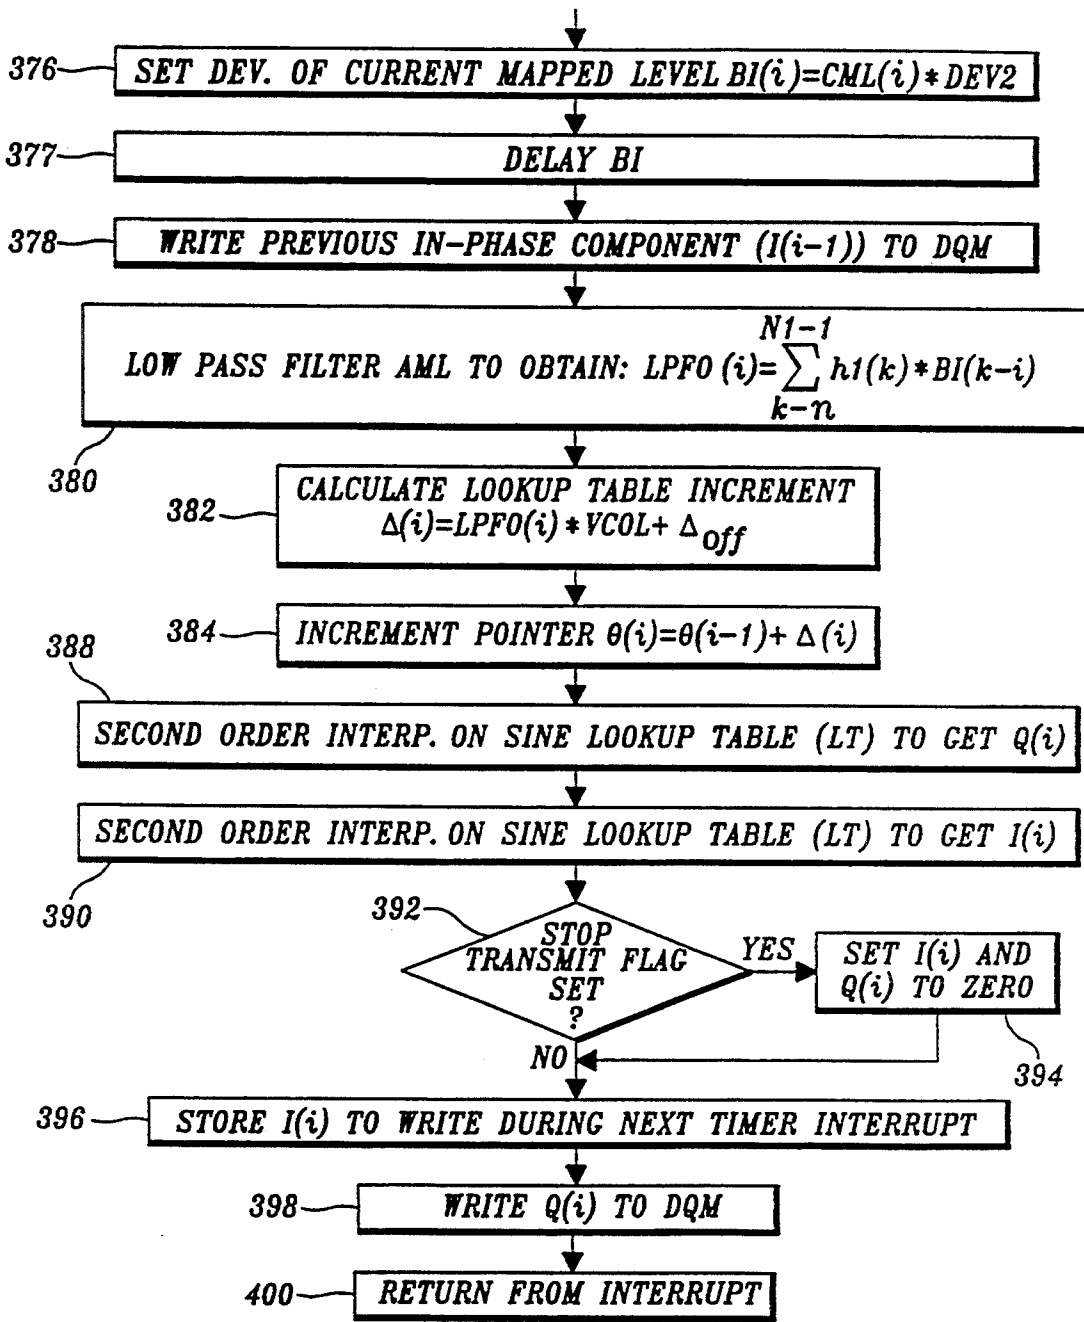 376 SET DEV. OF CURRENT MAPPED LEVEL BI(i)=CML(i)*DEV2
377 DELAY BI
378 WRITE PREVIOUS IN-PHASE COMPONENT (I(i-1)) TO DQM
N1-1
LOW PASS FILTER AML TO OBTAIN: LPFO(i)=∑ h1(k)*BI(k-i)
k-n
380
CALCULATE LOOKUP TABLE INCREMENT
382 Δ(i)=LPFO(i)*VCOL+ Δoff
384 INCREMENT POINTER θ(i)=θ(i-1)+ Δ(i)
388
SECOND ORDER INTERP. ON SINE LOOKUP TABLE (LT) TO GET Q(i)
SECOND ORDER INTERP. ON SINE LOOKUP TABLE (LT) TO GET I(i)
390
392
STOP
TRANSMIT FLAG
SET
?
YES
SET I(i) AND
Q(i) TO ZERO
394
NO
396 STORE I(i) TO WRITE DURING NEXT TIMER INTERRUPT
398 WRITE Q(i) TO DQM
400 RETURN FROM INTERRUPT